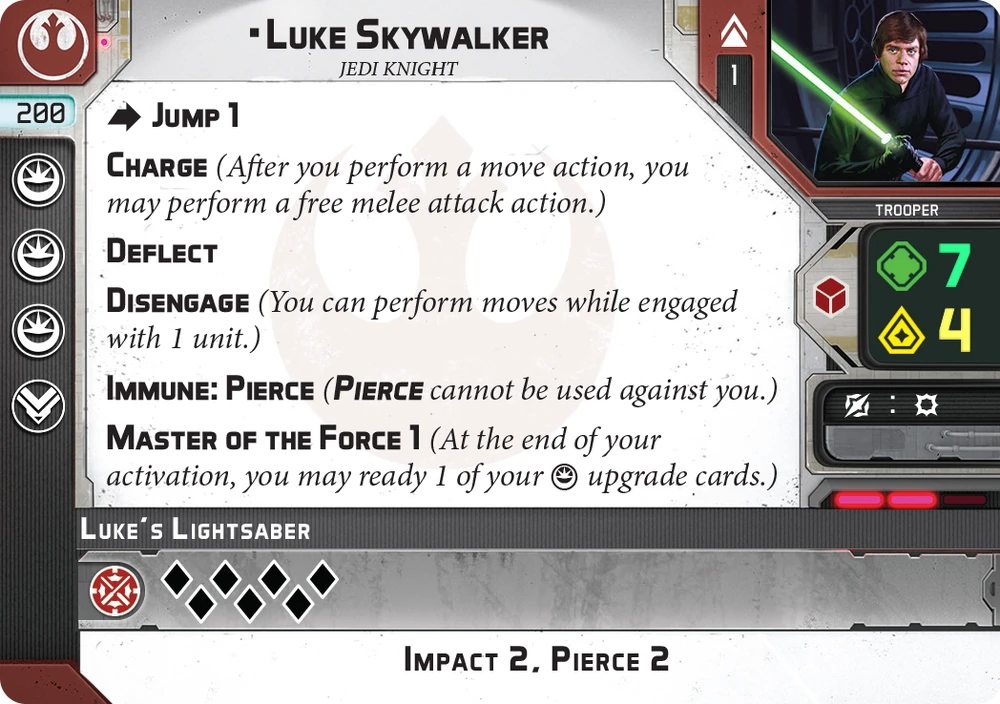 ·Luke Skywalker
Jedi Knight
200
1
Jump 1
Charge (After you perform a move action, you
may perform a free melee attack action.)
Deflect
Disengage (You can perform moves while engaged
with 1 unit.)
Immune: Pierce (Pierce cannot be used against you.)
Master of the Force 1 (At the end of your
activation, you may ready 1 of your upgrade cards.)
Trooper
7
4
:
Luke's Lightsaber
Impact 2, Pierce 2